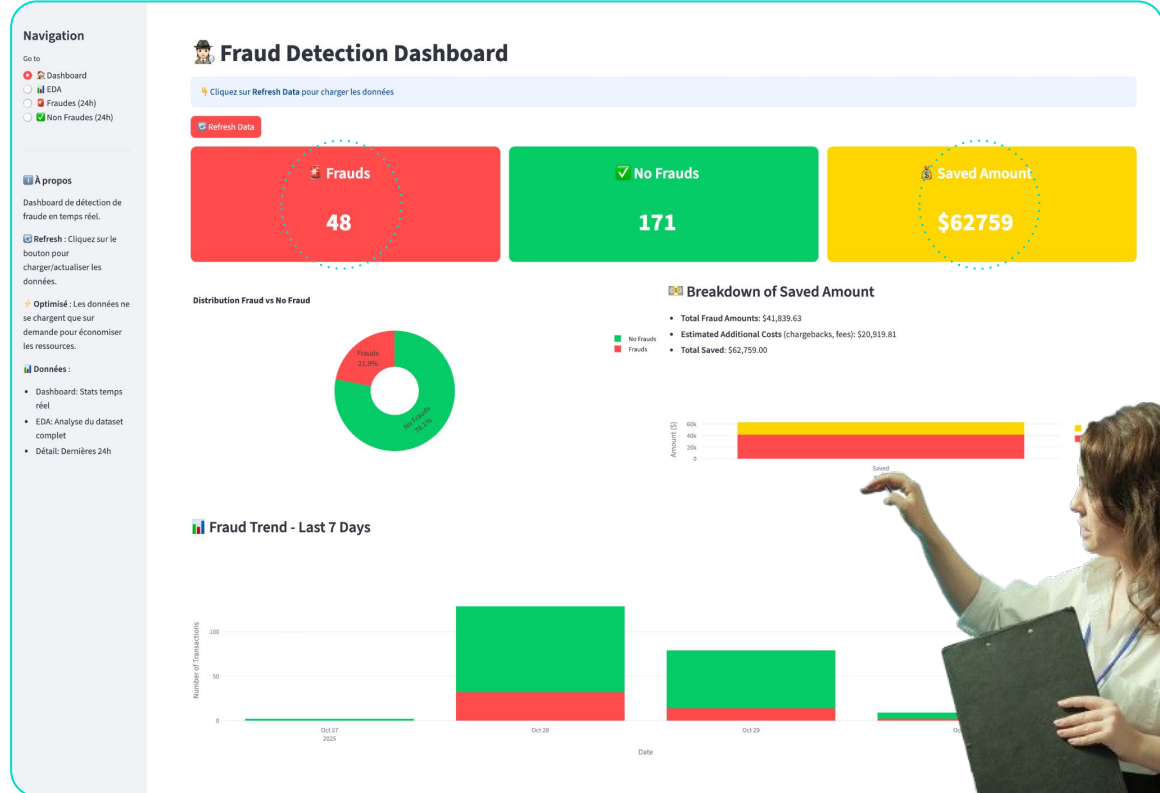 Navigation
Go to
Dashboard
EDA
Fraudes (24h)
Non Fraudes (24h)
À propos
Dashboard de détection de
fraude en temps réel.
Refresh : Cliquez sur le
bouton pour
charger/actualiser les
données.
Optimisé : Les données ne
se chargent que sur
demande pour économiser
les ressources.
Données :
Dashboard: Stats temps
réel
EDA: Analyse du dataset
complet
Détail: Dernières 24h
Fraud Detection Dashboard
Cliquez sur Refresh Data pour charger les données
Refresh Data
Frauds
48
No Frauds
171
Saved Amount
$62759
Distribution Fraud vs No Fraud
Frauds
21.9%
No Frauds
78.1%
No Frauds
Frauds
Breakdown of Saved Amount
Total Fraud Amounts: $41,839.63
Estimated Additional Costs (chargebacks, fees): $20,919.81
Total Saved: $62,759.00
Amount ($)
60k
40k
20k
0
Saved
Fraud Trend - Last 7 Days
Number of Transactions
100
50
0
Oct 27
2025
Oct 28
Oct 29
Date